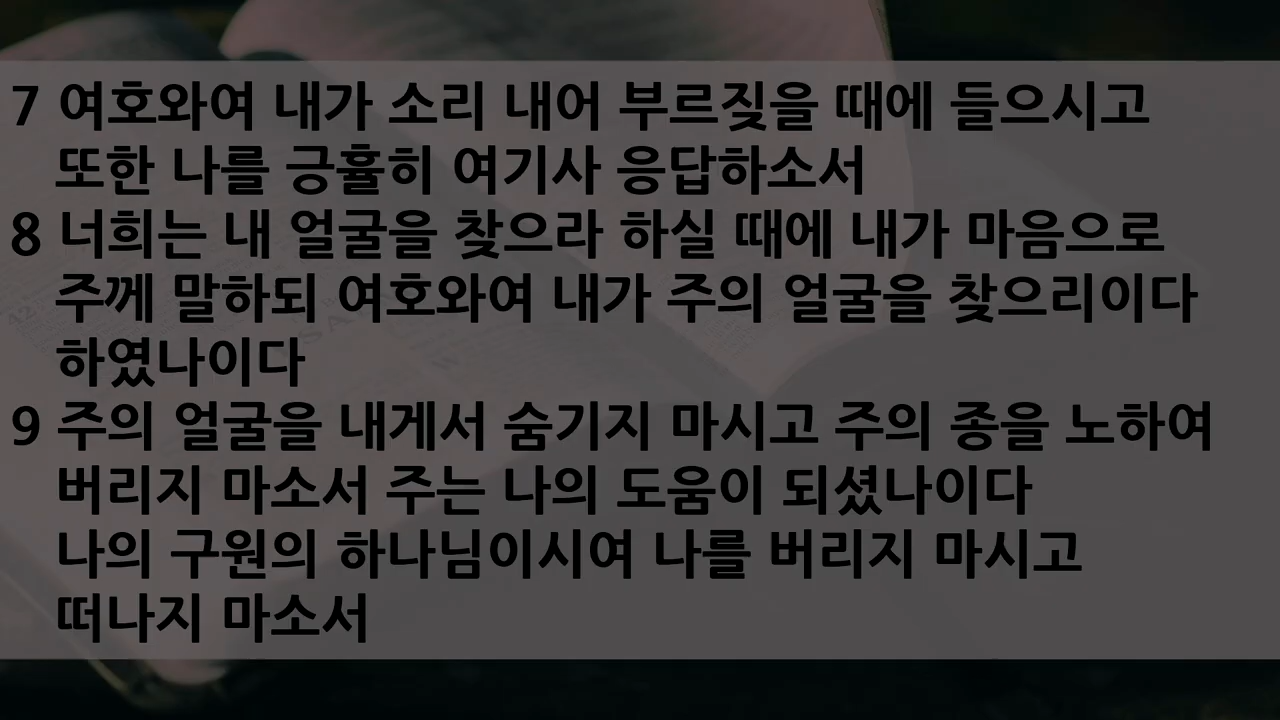 7 여호와여 내가 소리 내어 부르짖을 때에 들으시고
또한 나를 긍휼히 여기사 응답하소서
8 너희는 내 얼굴을 찾으라 하실 때에 내가 마음으로
주께 말하되 여호와여 내가 주의 얼굴을 찾으리이다
하였나이다
9 주의 얼굴을 내게서 숨기지 마시고 주의 종을 노하여
버리지 마소서 주는 나의 도움이 되셨나이다
나의 구원의 하나님이시여 나를 버리지 마시고
떠나지 마소서